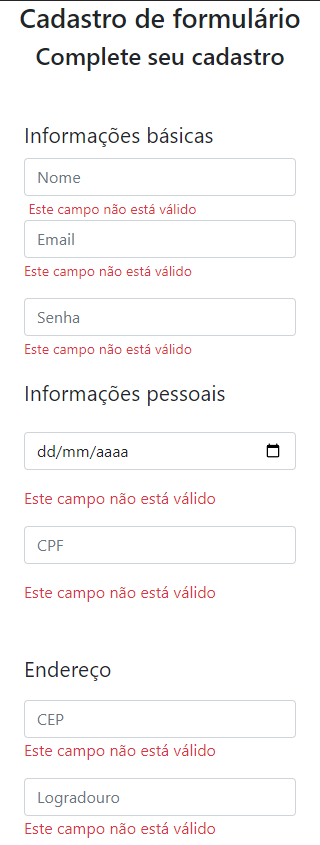 Cadastro de formulário
Complete seu cadastro
Informações básicas
Nome
Este campo não está válido
Email
Este campo não está válido
Senha
Este campo não está válido
Informações pessoais
dd/mm/aaaa
Este campo não está válido
CPF
Este campo não está válido
Endereço
CEP
Este campo não está válido
Logradouro
Este campo não está válido